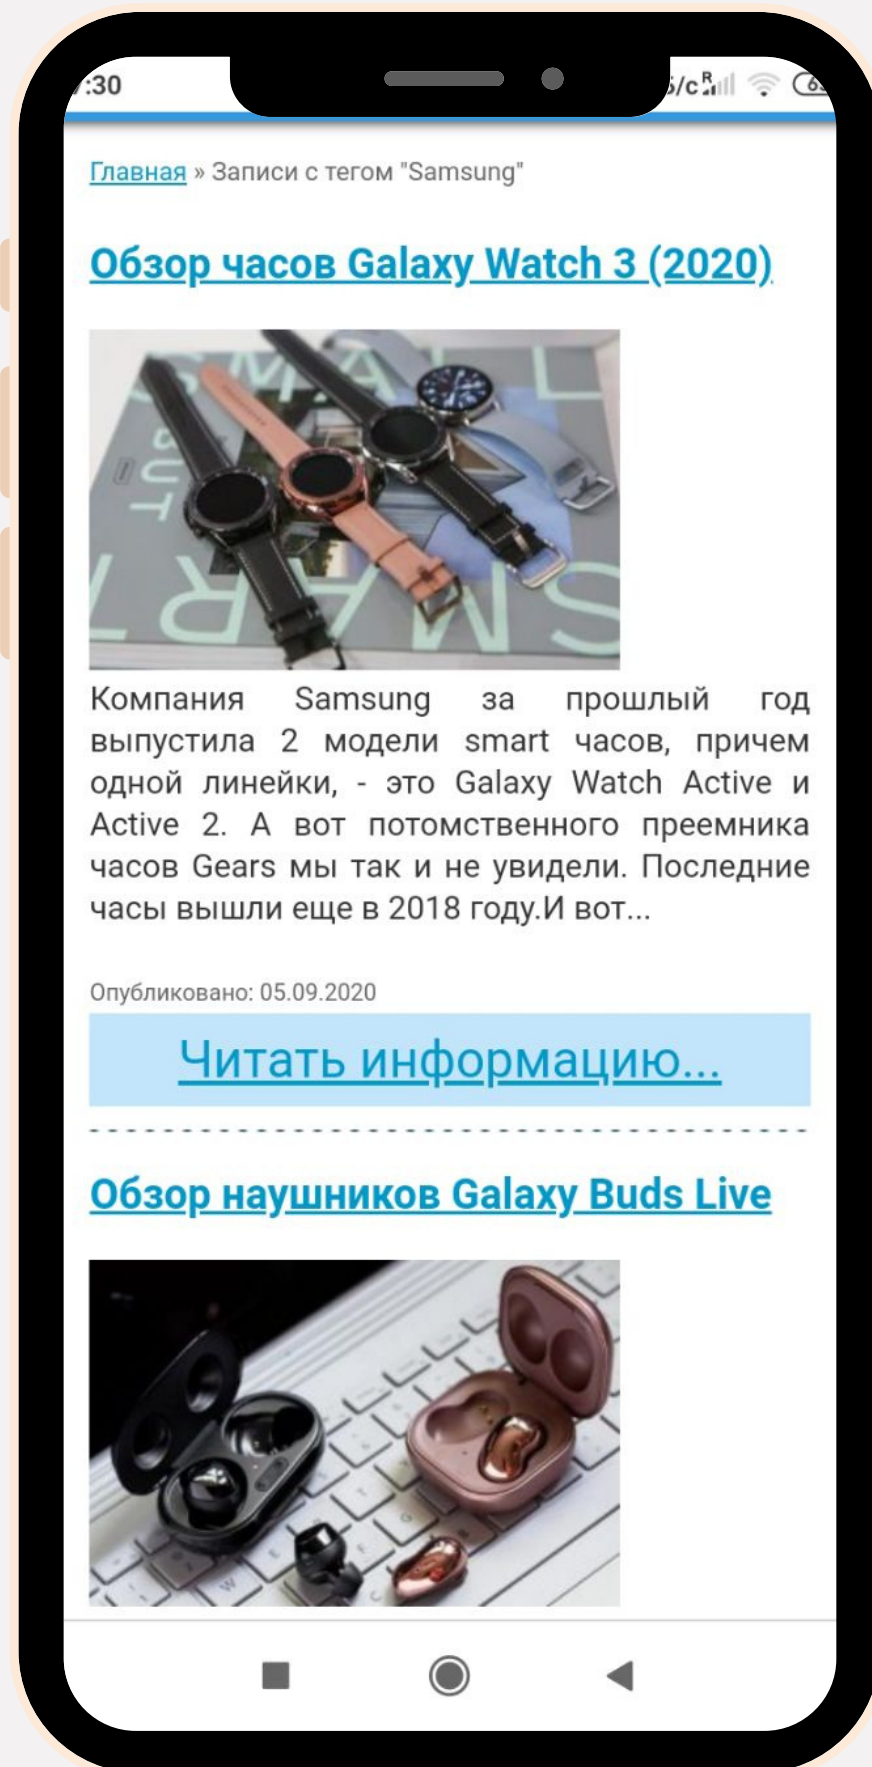 :30
Главная » Записи с тегом "Samsung"
Обзор часов Galaxy Watch 3 (2020)
SMALL
BUT
SMART
Компания Samsung за прошлый год
выпустила 2 модели smart часов, причем
одной линейки, - это Galaxy Watch Active и
Active 2. А вот потомственного преемника
часов Gears мы так и не увидели. Последние
часы вышли еще в 2018 году.И вот...
Опубликовано: 05.09.2020
Читать информацию...
Обзор наушников Galaxy Buds Live